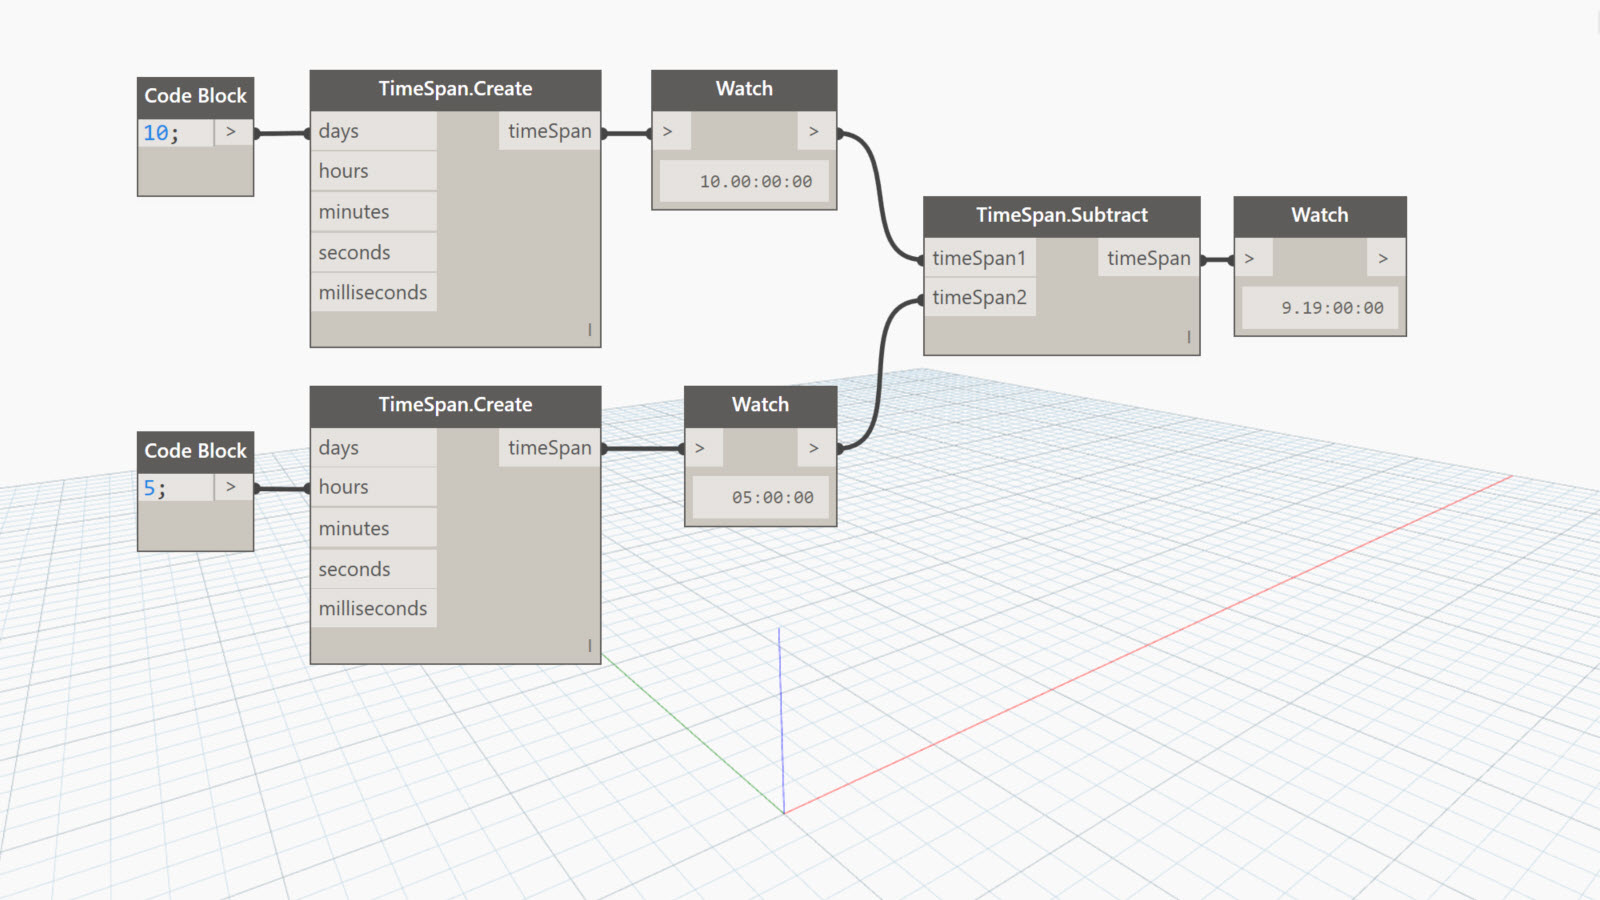 Code Block
10;
>
TimeSpan.Create
days
timeSpan
hours
minutes
seconds
milliseconds
Watch
>
>
10.00:00:00
Code Block
5;
>
TimeSpan.Create
days
timeSpan
hours
minutes
seconds
milliseconds
Watch
>
>
05:00:00
TimeSpan.Subtract
timeSpan1
timeSpan
timeSpan2
Watch
>
>
9.19:00:00